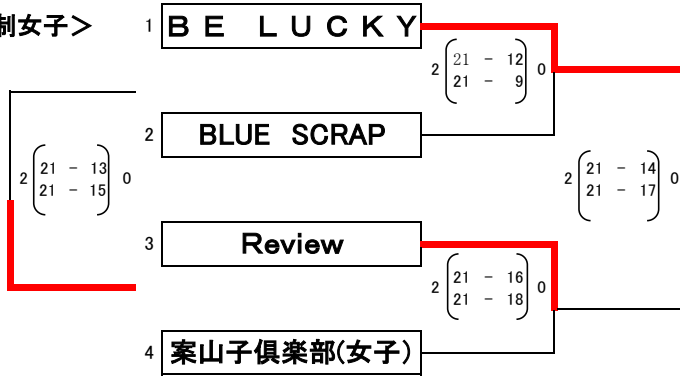 制女子＞
1 ＢＥ　ＬＵＣＫＹ
2 21 － 12 0
21 － 9
2 BLUE SCRAP
2 21 － 13 0
21 － 15
2 21 － 14 0
21 － 17
3 Review
2 21 － 16 0
21 － 18
4 案山子倶楽部(女子)